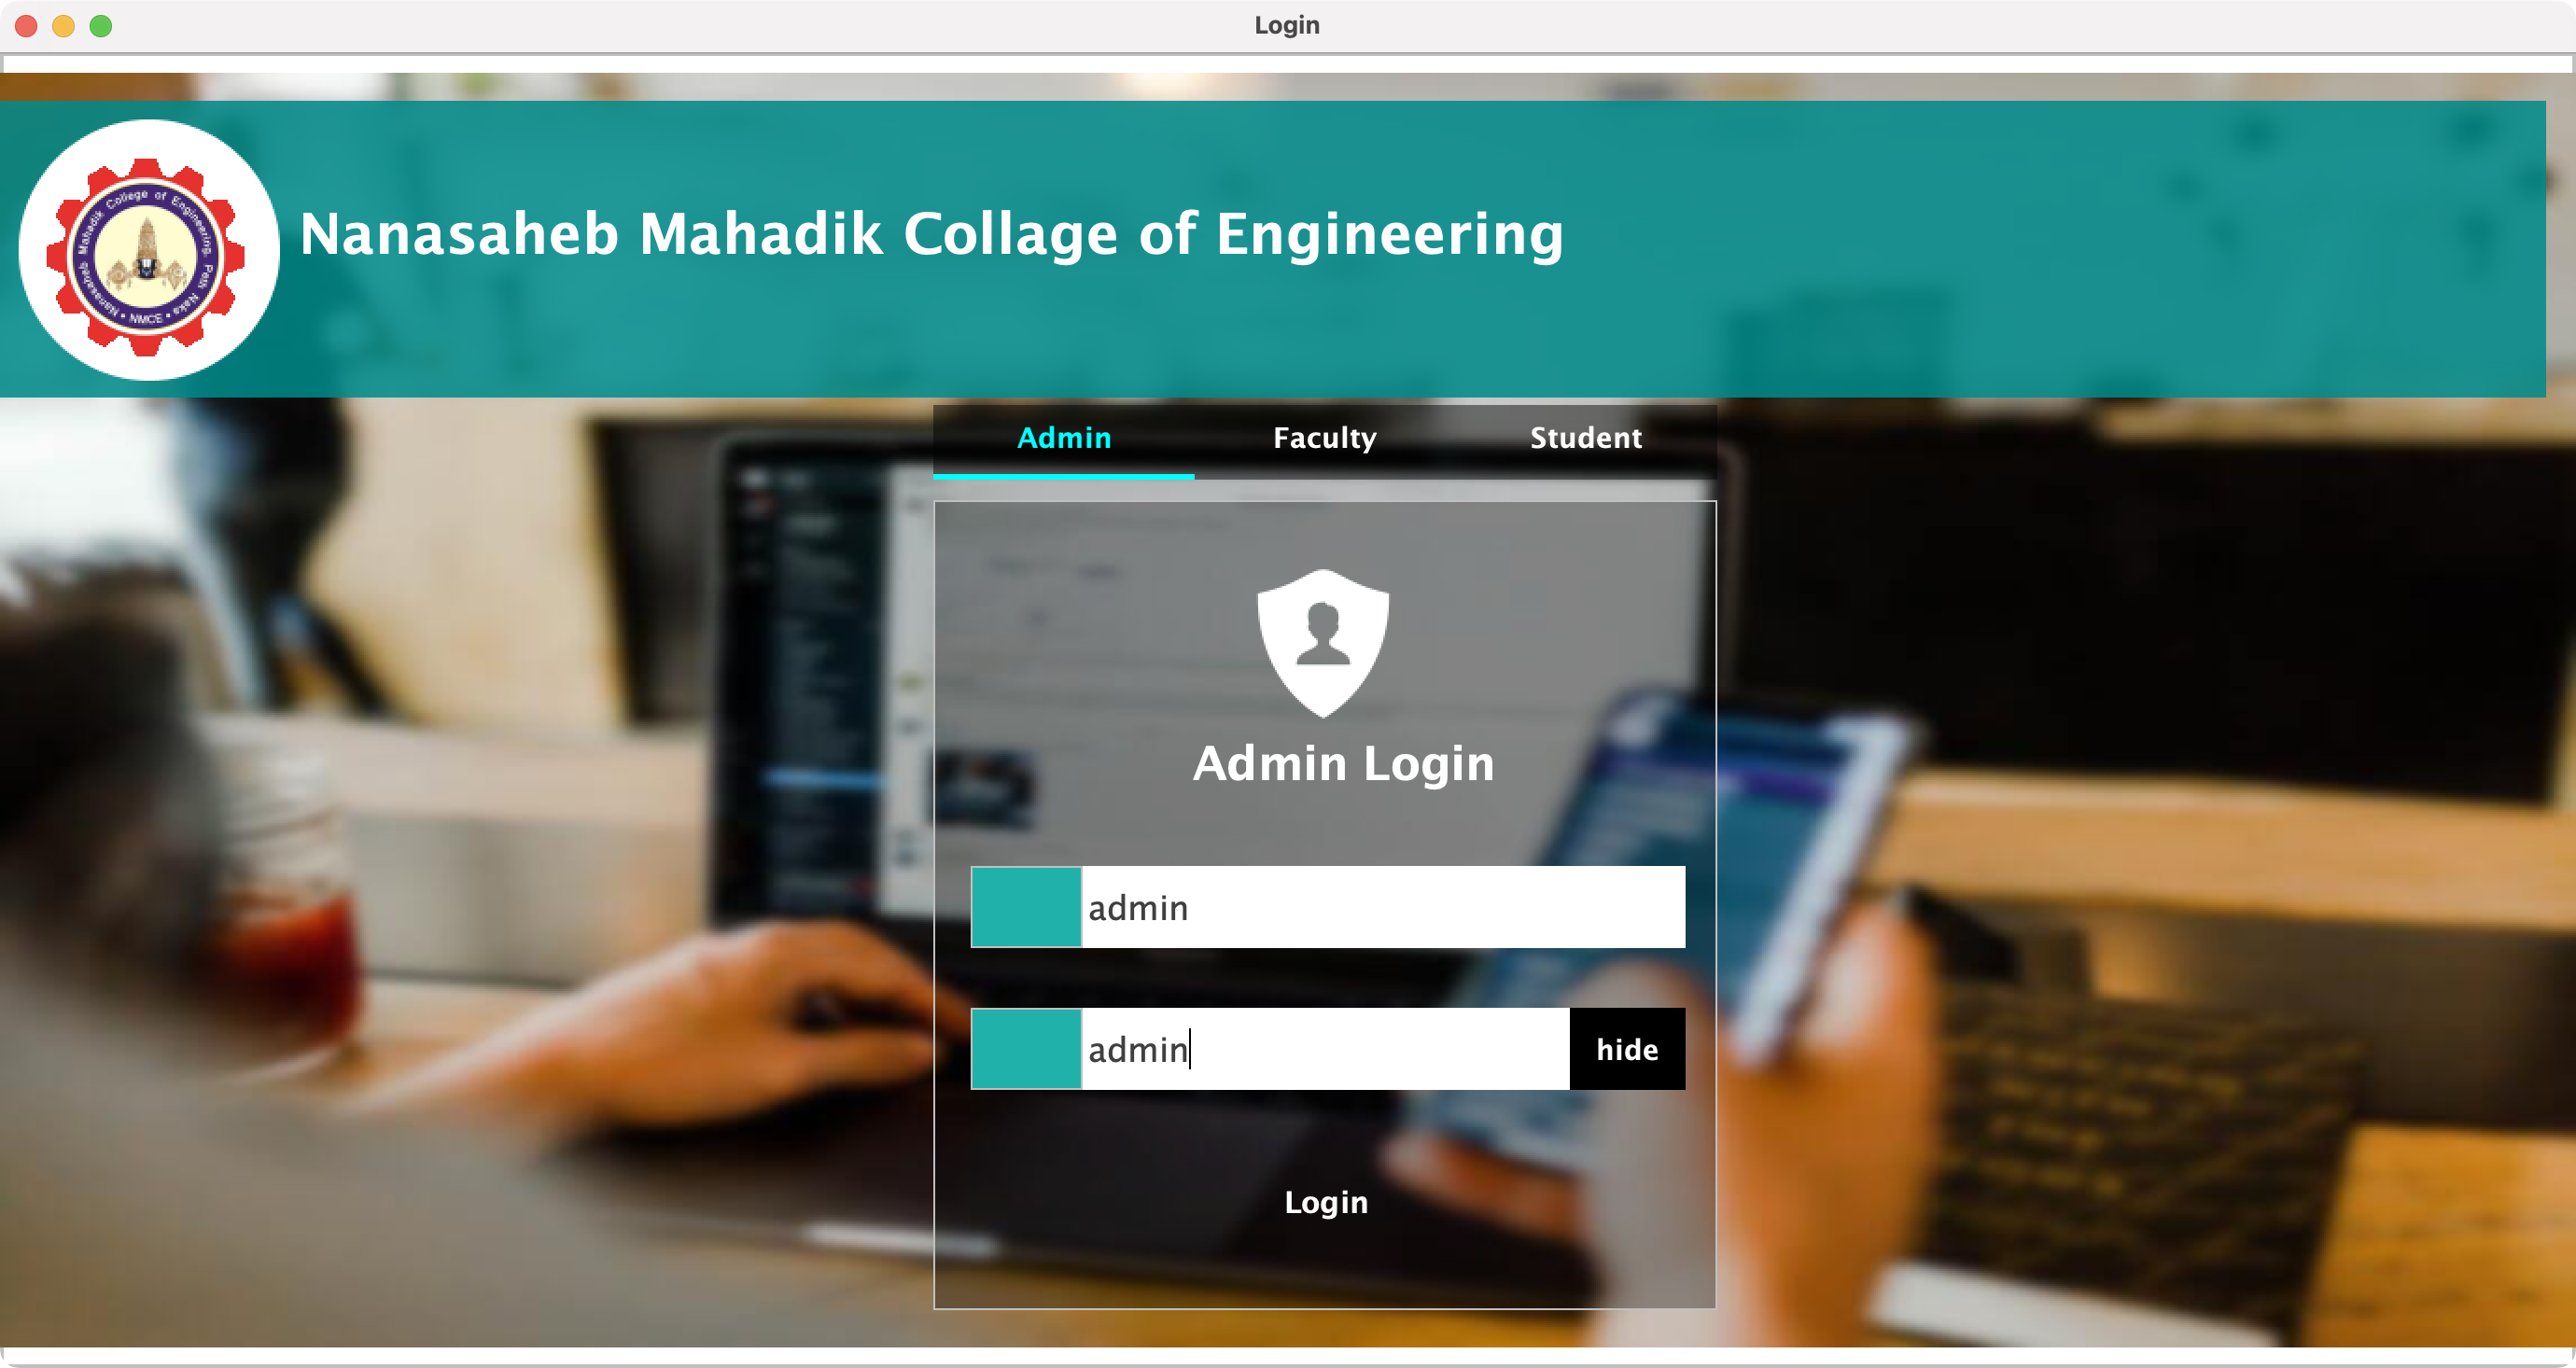 Login
Nanasaheb Mahadik College of Engineering, Peth Naka
• NMCE •
Nanasaheb Mahadik Collage of Engineering
Admin Faculty Student
Admin Login
admin
admin
hide
Login